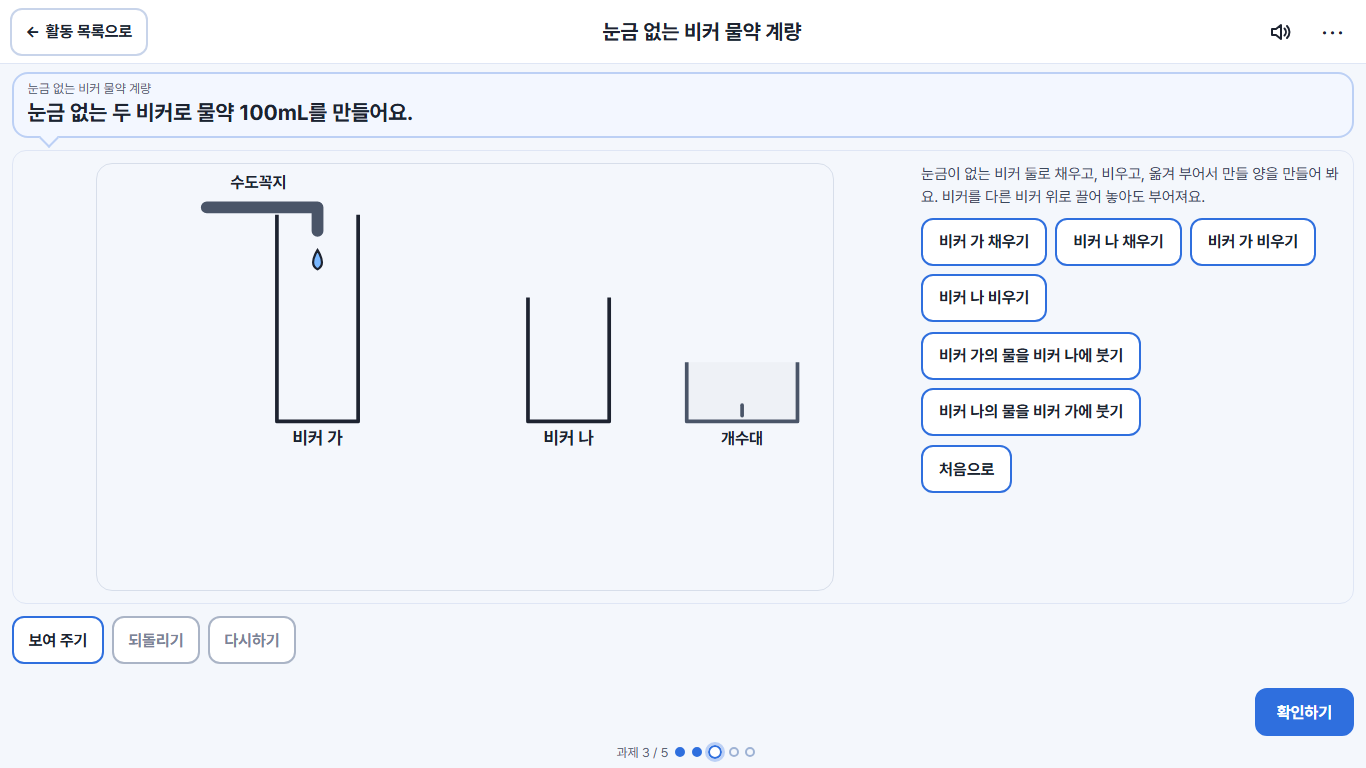 ← 활동 목록으로
눈금 없는 비커 물약 계량
눈금 없는 비커 물약 계량
눈금 없는 두 비커로 물약 100mL를 만들어요.
수도꼭지
비커 가
비커 나
개수대
눈금이 없는 비커 둘로 채우고, 비우고, 옮겨 부어서 만들 양을 만들어 봐
요. 비커를 다른 비커 위로 끌어 놓아도 부어져요.
비커 가 채우기 비커 나 채우기 비커 가 비우기
비커 나 비우기
비커 가의 물을 비커 나에 붓기
비커 나의 물을 비커 가에 붓기
처음으로
보여 주기 되돌리기 다시하기
확인하기
과제 3 / 5